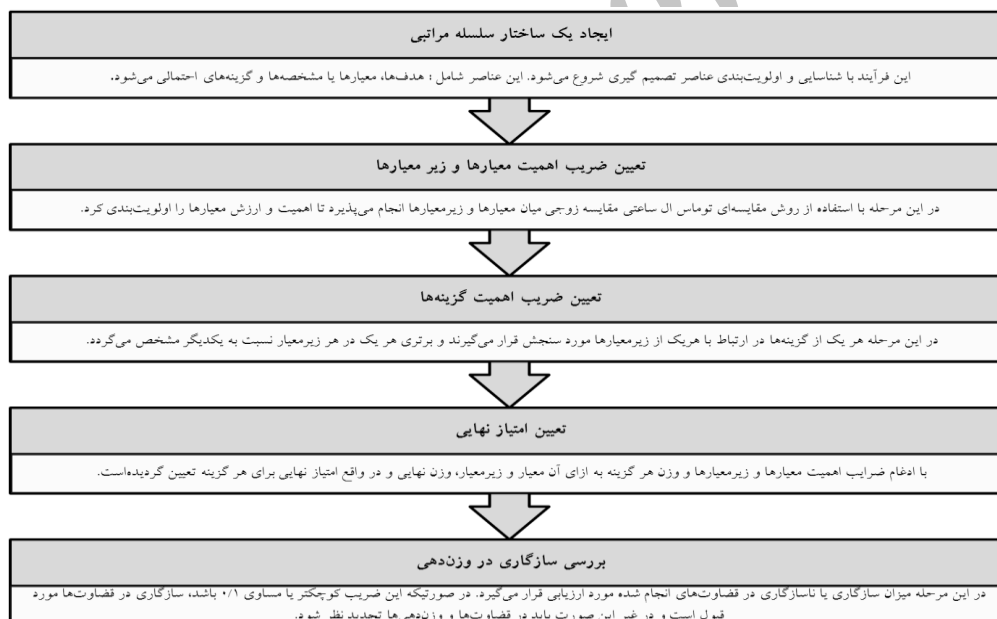 ایجاد یک ساختار سلسله مراتبی
این فرآیند با شناسایی و اولویت‌بندی عناصر تصمیم گیری شروع می‌شود. این عناصر شامل : هدف‌ها، معیارها یا مشخصه‌ها و گزینه‌های احتمالی می‌شود.
تعیین ضریب اهمیت معیارها و زیر معیارها
در این مرحله با استفاده از روش مقایسه‌ای توماس ال ساعتی مقایسه زوجی میان معیارها و زیرمعیارها انجام می‌پذیرد تا اهمیت و ارزش معیارها را اولویت‌بندی کرد.
تعیین ضریب اهمیت گزینه‌ها
در این مرحله هر یک از گزینه‌ها در ارتباط با هریک از زیرمعیارها مورد سنجش قرار می‌گیرند و برتری هر یک در هر زیرمعیار نسبت به یکدیگر مشخص می‌گردد.
تعیین امتیاز نهایی
با ادغام ضرایب اهمیت معیارها و زیرمعیارها و وزن هر گزینه به ازای آن معیار و زیرمعیار، وزن نهایی و در واقع امتیاز نهایی برای هر گزینه تعیین گردیده‌است.
بررسی سازگاری در وزن‌دهی
در این مرحله میزان سازگاری یا ناسازگاری در قضاوت‌های انجام شده مورد ارزیابی قرار می‌گیرد. در صورتیکه این ضریب کوچکتر یا مساوی ۰/۱ باشد، سازگاری در قضاوت‌ها مورد
قبول است و در غیر این صورت باید در قضاوت‌ها و وزن‌دهی‌ها تجدید نظر شود.